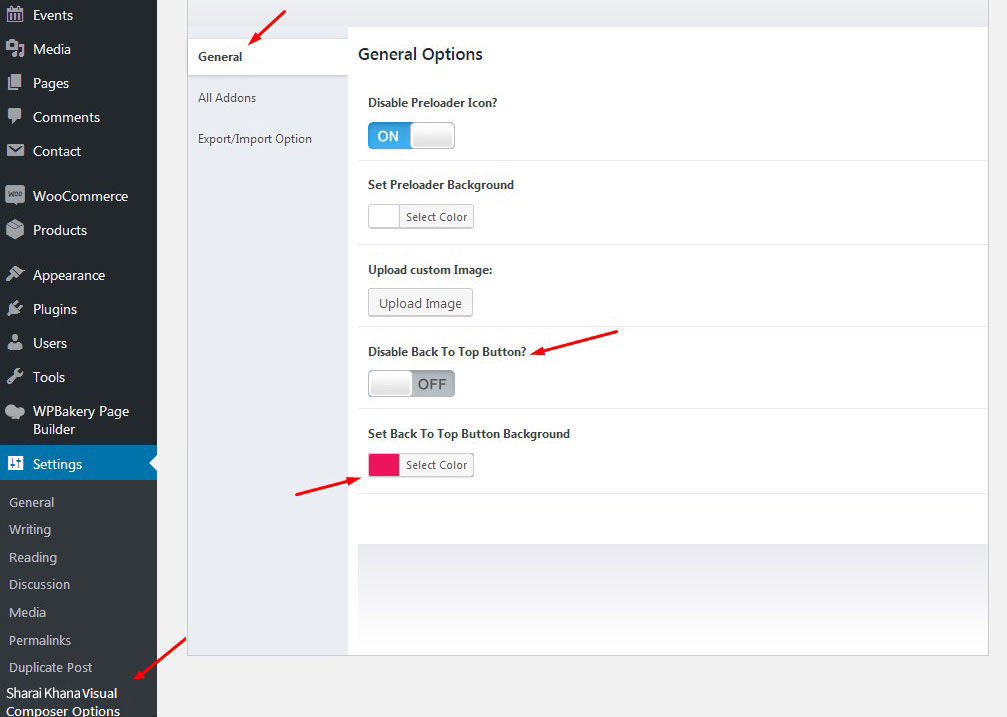 Events
Media
Pages
Comments
Contact
WOO
WooCommerce
Products
Appearance
Plugins
Users
Tools
WPBakery Page
Builder
Settings
General
Writing
Reading
Discussion
Media
Permalinks
Duplicate Post
Sharai Khana Visual
Composer Options
General
All Addons
Export/Import Option
General Options
Disable Preloader Icon?
ON
Set Preloader Background
Select Color
Upload custom Image:
Upload Image
Disable Back To Top Button?
OFF
Set Back To Top Button Background
Select Color